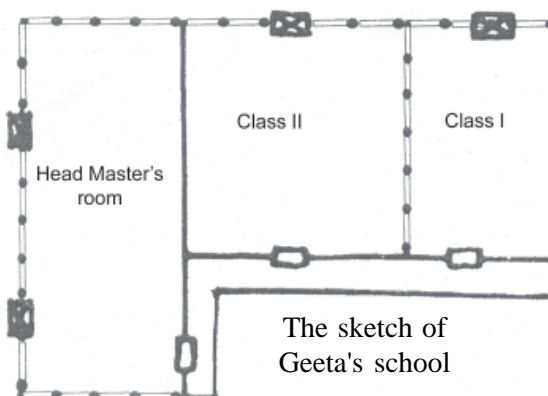 Class II
Class I
Head Master's
room
The sketch of
Geeta's school